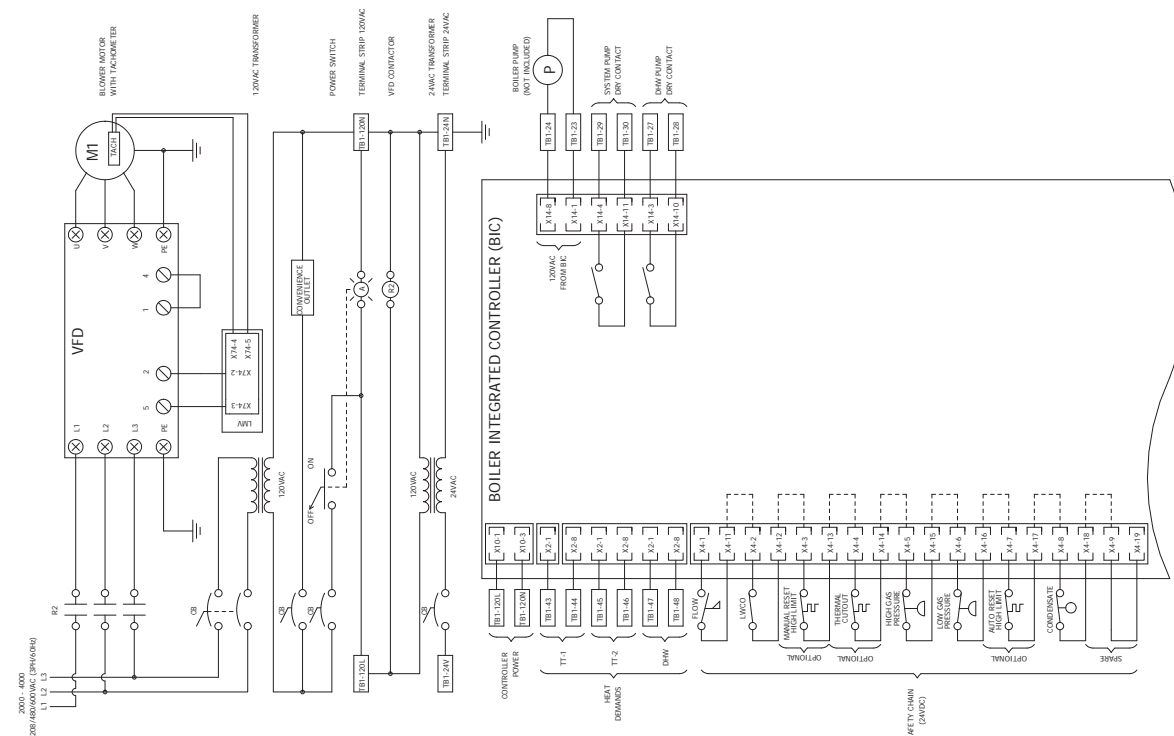 2000 - 4000
208/480/600VAC (3PH/60Hz)
L1
L2
L3
R2
L1
L2
L3
PE
VFD
5
2
1
4
U
V
W
PE
M1
TACH
BLOWER MOTOR
WITH TACHOMETER
LMV
X74-3
X74-2
X74-4
X74-5
CB
120VAC
120VAC TRANSFORMER
CB
CB
CONVENIENCE
OUTLET
OFF
ON
POWER SWITCH
TB1-120L
A
TB1-120N
TERMINAL STRIP 120VAC
R2
VFD CONTACTOR
TB1-24V
CB
120VAC
24VAC
TB1-24N
24VAC TRANSFORMER
TERMINAL STRIP 24VAC
BOILER INTEGRATED CONTROLLER (BIC)
CONTROLLER
POWER
TB1-120L
TB1-120N
X10-1
X10-3
HEAT
DEMANDS
TT-1
TT-2
DHW
TB1-43
TB1-44
TB1-45
TB1-46
TB1-47
TB1-48
X2-1
X2-8
X2-1
X2-8
X2-1
X2-8
AFETY CHAIN
(24VDC)
FLOW
LWCO
MANUAL RESET
HIGH LIMIT
OPTIONAL
THERMAL
CUTOUT
OPTIONAL
HIGH GAS
PRESSURE
LOW GAS
PRESSURE
AUTO RESET
HIGH LIMIT
OPTIONAL
CONDENSATE
SPARE
X4-1
X4-11
X4-2
X4-12
X4-3
X4-13
X4-4
X4-14
X4-5
X4-15
X4-6
X4-16
X4-7
X4-17
X4-8
X4-18
X4-9
X4-19
120VAC
FROM BIC
X14-8
X14-1
X14-4
X14-11
X14-3
X14-10
TB1-24
TB1-23
TB1-29
TB1-30
TB1-27
TB1-28
P
BOILER PUMP
(NOT INCLUDED)
SYSTEM PUMP
DRY CONTACT
DHW PUMP
DRY CONTACT